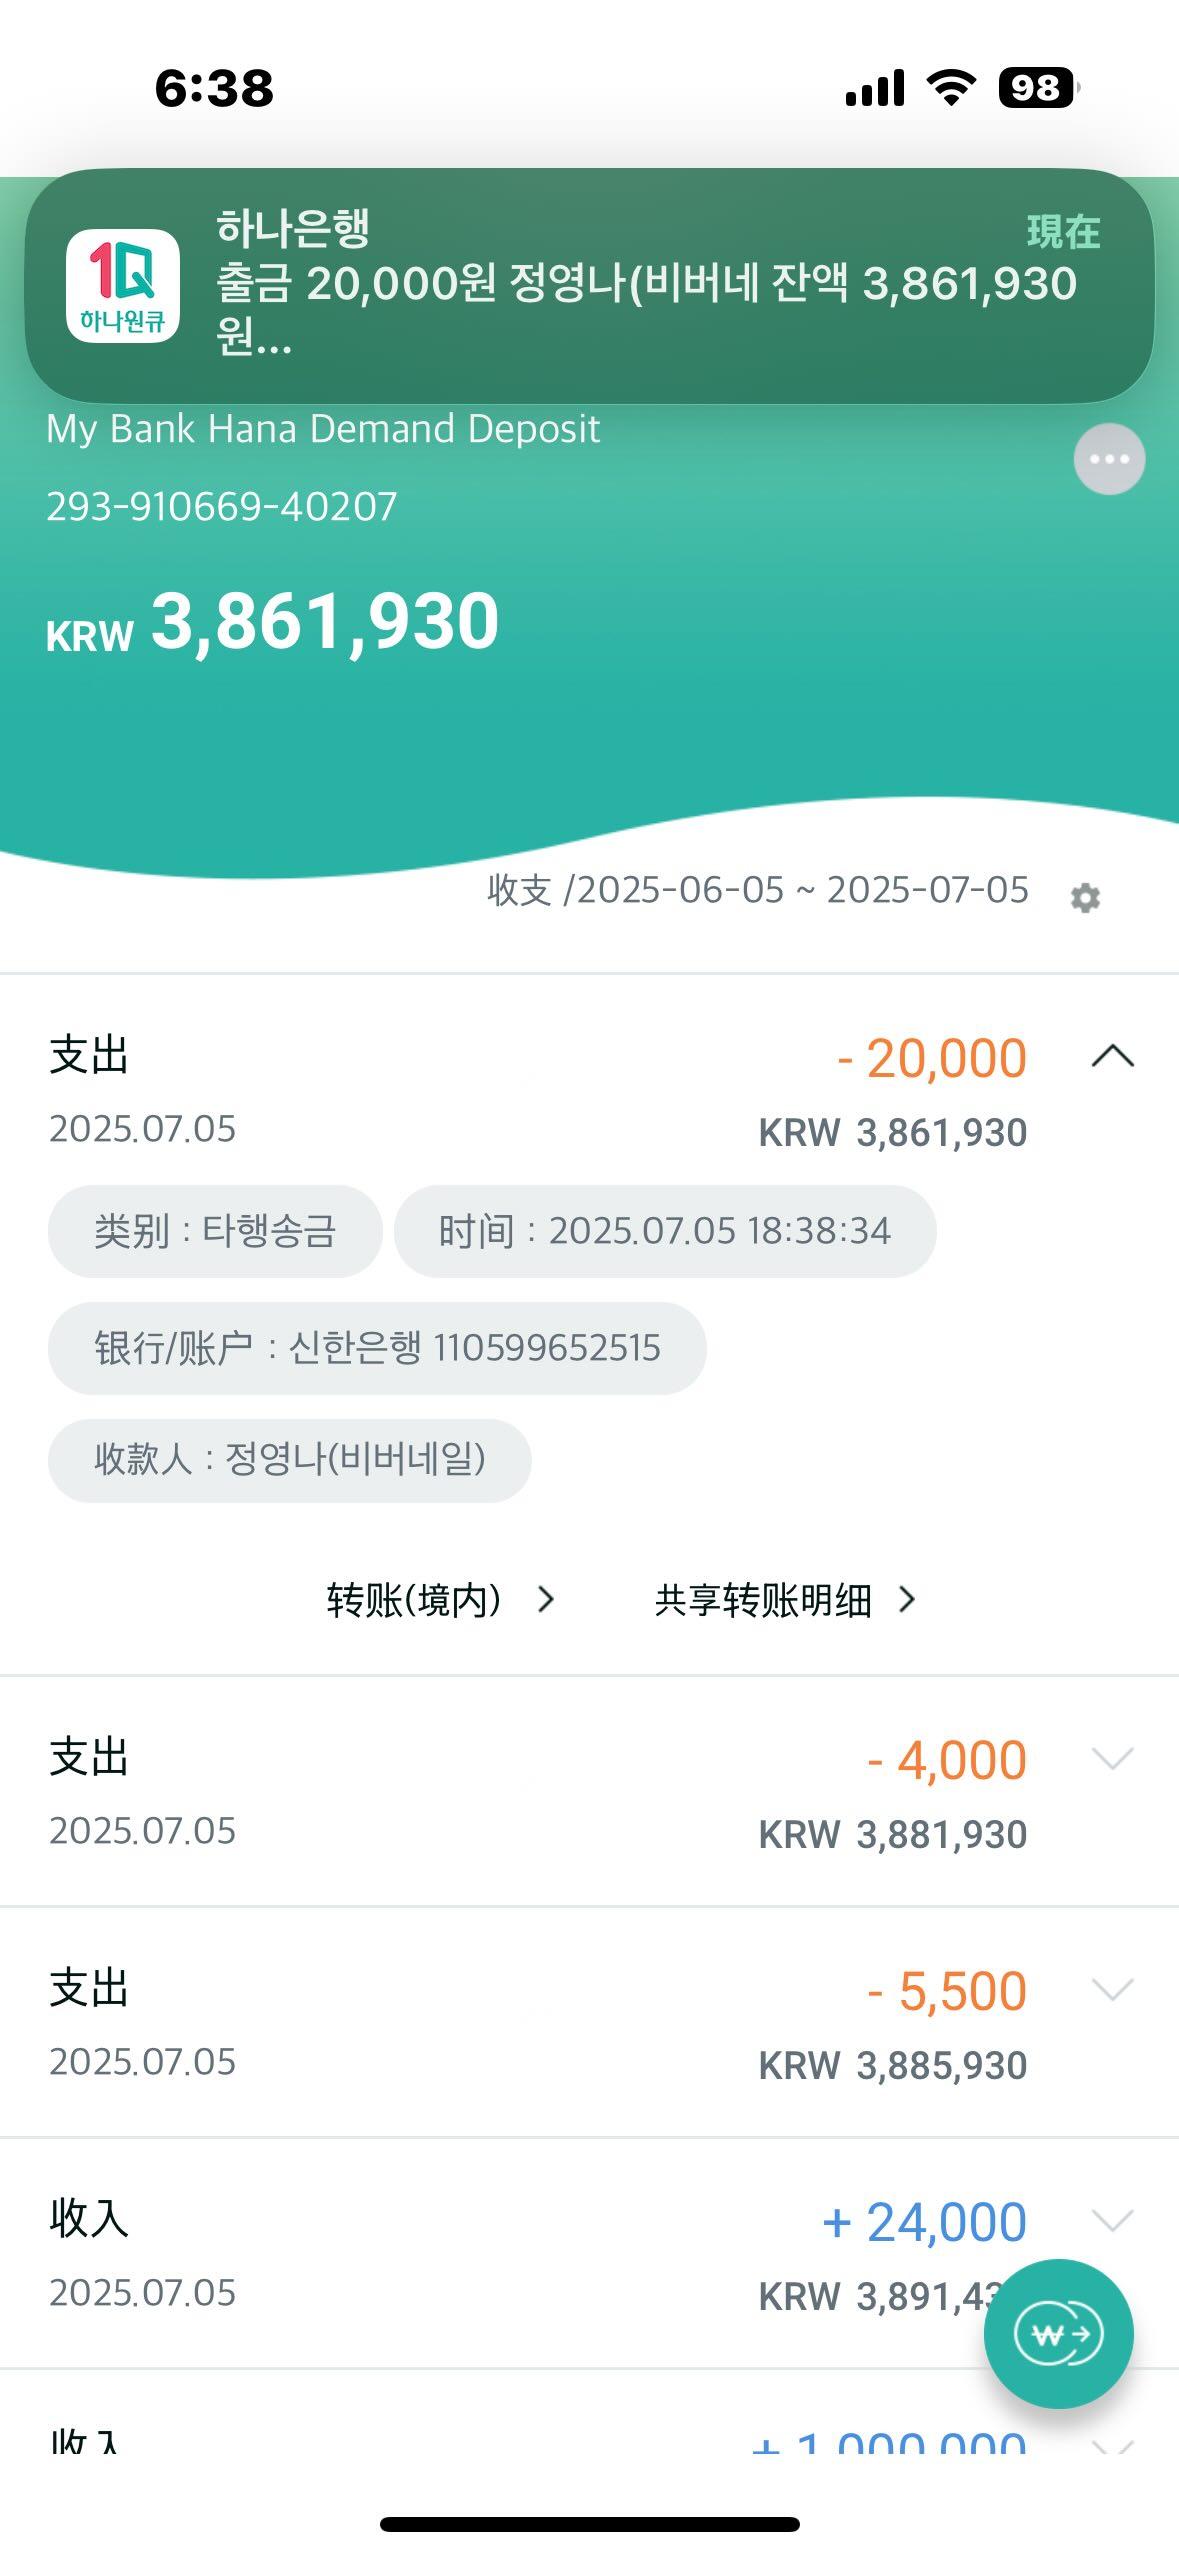 6:38
98
하나은행
現在
출금 20,000원 정영나(비버네 잔액 3,861,930
원...
1Q
하나원큐
My Bank Hana Demand Deposit
293-910669-40207
KRW 3,861,930
收支 /2025-06-05 ~ 2025-07-05
支出
- 20,000
2025.07.05
KRW 3,861,930
类别 : 타행송금
时间 : 2025.07.05 18:38:34
银行/账户 : 신한은행 110599652515
收款人 : 정영나(비버네일)
转账(境内)
共享转账明细
支出
- 4,000
2025.07.05
KRW 3,881,930
支出
- 5,500
2025.07.05
KRW 3,885,930
收入
+ 24,000
2025.07.05
KRW 3,891,43
收入
+ 1,000,000